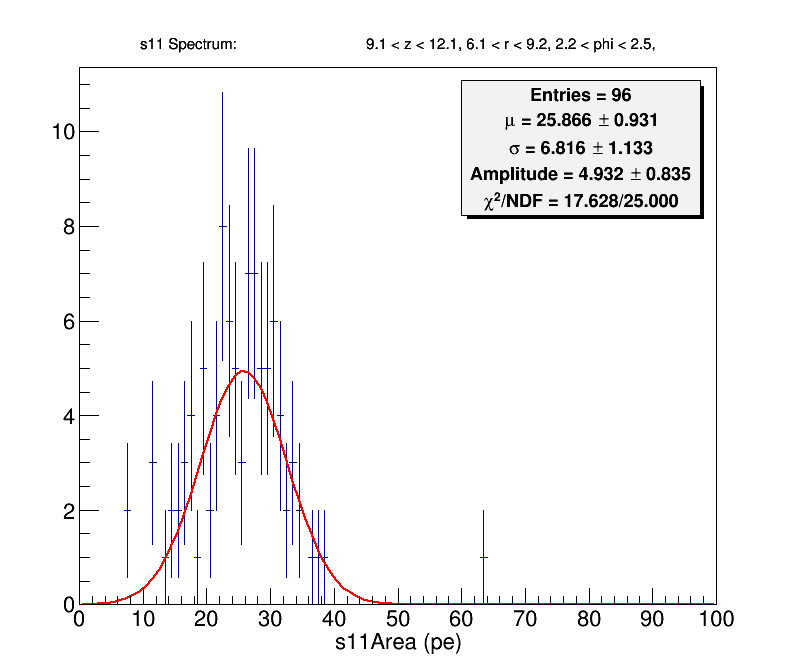 s11 Spectrum: 9.1 < z < 12.1, 6.1 < r < 9.2, 2.2 < phi < 2.5,
Entries = 96
μ = 25.866 ± 0.931
σ = 6.816 ± 1.133
Amplitude = 4.932 ± 0.835
χ²/NDF = 17.628/25.000
10
8
6
4
2
0
0 10 20 30 40 50 60 70 80 90 100
s11Area (pe)